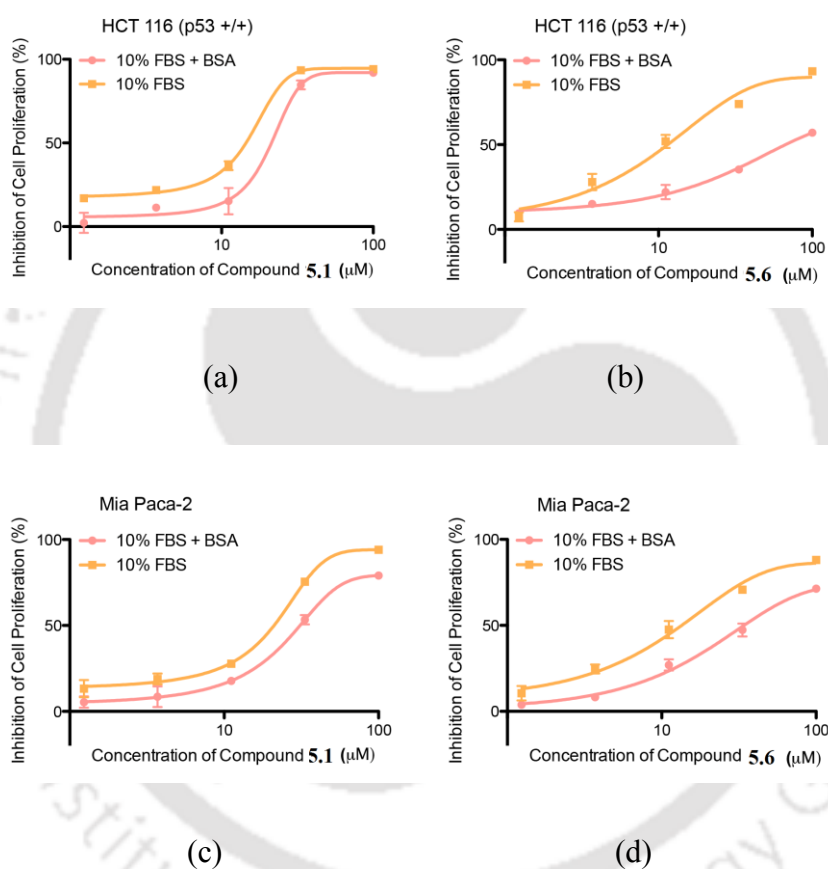 HCT 116 (p53 +/+)
10% FBS + BSA
10% FBS
Inhibition of Cell Proliferation (%)
100
50
0
10
100
Concentration of Compound 5.1 (μM)
HCT 116 (p53 +/+)
10% FBS + BSA
10% FBS
Inhibition of Cell Proliferation (%)
100
50
0
10
100
Concentration of Compound 5.6 (μM)
(a)
(b)
Mia Paca-2
10% FBS + BSA
10% FBS
Inhibition of Cell Proliferation (%)
100
50
0
10
100
Concentration of Compound 5.1 (μM)
Mia Paca-2
10% FBS + BSA
10% FBS
Inhibition of Cell Proliferation (%)
100
50
0
10
100
Concentration of Compound 5.6 (μM)
(c)
(d)